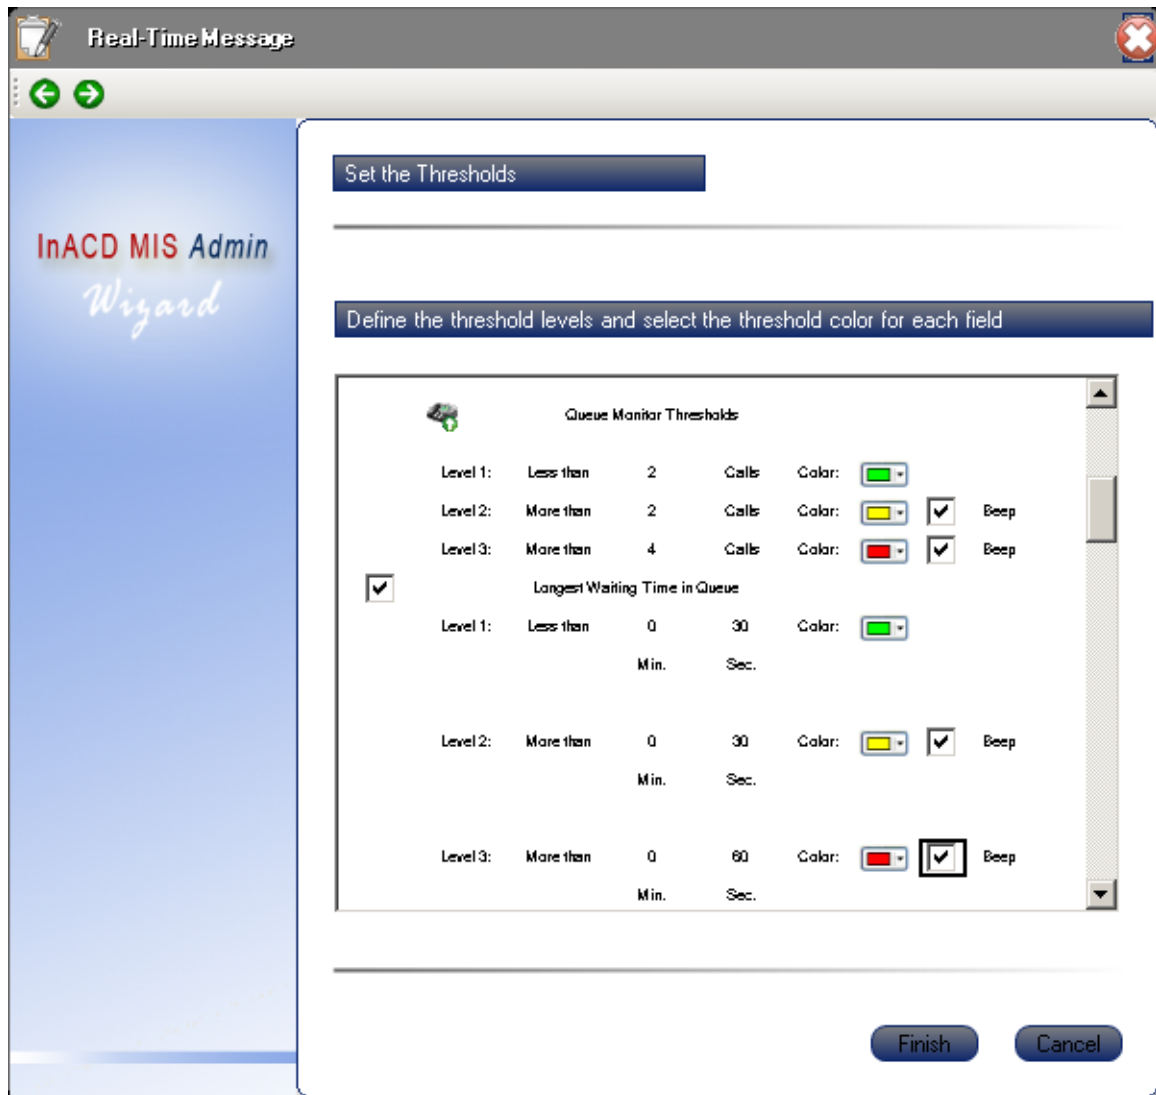 Real-Time Message
InACD MIS Admin
Wizard
Set the Thresholds
Define the threshold levels and select the threshold color for each field
Queue Monitor Thresholds
Level 1: Less than 2 Calls Color:
Level 2: More than 2 Calls Color: Beep
Level 3: More than 4 Calls Color: Beep
Longest Waiting Time in Queue
Level 1: Less than 0 30 Color:
Min. Sec.
Level 2: More than 0 30 Color: Beep
Min. Sec.
Level 3: More than 0 60 Color: Beep
Min. Sec.
Finish Cancel